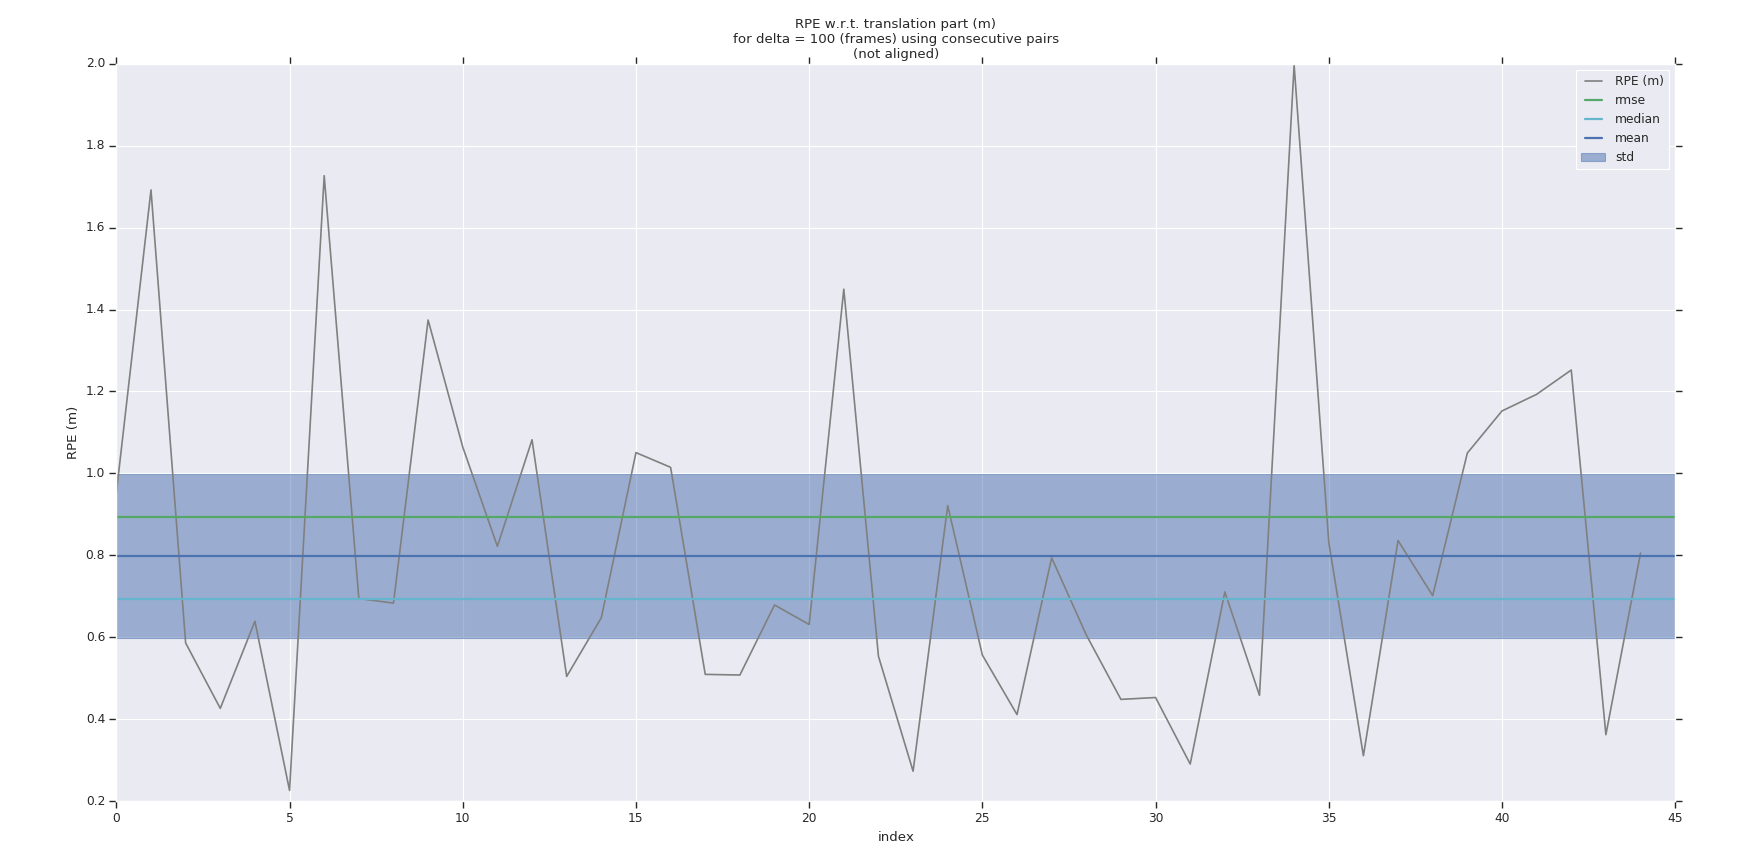 RPE w.r.t. translation part (m)
for delta = 100 (frames) using consecutive pairs
(not aligned)
RPE (m)
rmse
median
mean
std
2.0
1.8
1.6
1.4
1.2
1.0
0.8
0.6
0.4
0.2
RPE (m)
0 5 10 15 20 25 30 35 40 45
index